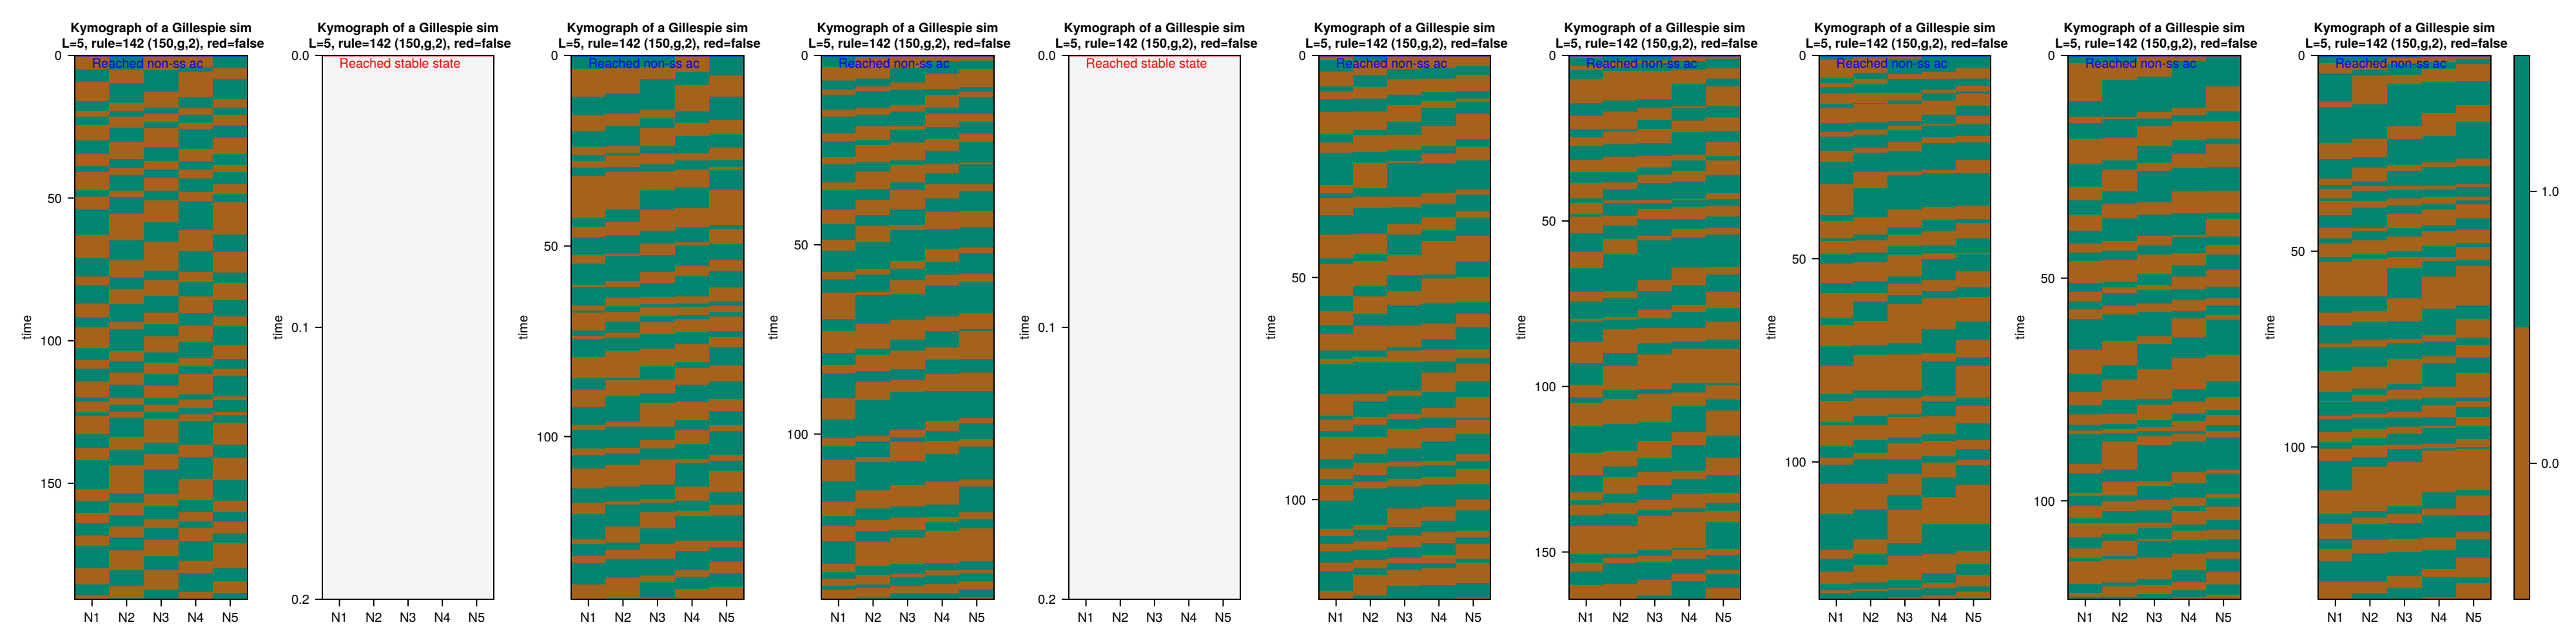 Kymograph of a Gillespie sim
L=5, rule=142 (150,g,2), red=false
Reached non-ss ac
time
0
50
100
150
N1 N2 N3 N4 N5
Kymograph of a Gillespie sim
L=5, rule=142 (150,g,2), red=false
Reached stable state
time
0.0
0.1
0.2
N1 N2 N3 N4 N5
Kymograph of a Gillespie sim
L=5, rule=142 (150,g,2), red=false
Reached non-ss ac
time
0
50
100
N1 N2 N3 N4 N5
Kymograph of a Gillespie sim
L=5, rule=142 (150,g,2), red=false
Reached non-ss ac
time
0
50
100
N1 N2 N3 N4 N5
Kymograph of a Gillespie sim
L=5, rule=142 (150,g,2), red=false
Reached stable state
time
0.0
0.1
0.2
N1 N2 N3 N4 N5
Kymograph of a Gillespie sim
L=5, rule=142 (150,g,2), red=false
Reached non-ss ac
time
0
50
100
N1 N2 N3 N4 N5
Kymograph of a Gillespie sim
L=5, rule=142 (150,g,2), red=false
Reached non-ss ac
time
0
50
100
150
N1 N2 N3 N4 N5
Kymograph of a Gillespie sim
L=5, rule=142 (150,g,2), red=false
Reached non-ss ac
time
0
50
100
N1 N2 N3 N4 N5
Kymograph of a Gillespie sim
L=5, rule=142 (150,g,2), red=false
Reached non-ss ac
time
0
50
100
N1 N2 N3 N4 N5
Kymograph of a Gillespie sim
L=5, rule=142 (150,g,2), red=false
Reached non-ss ac
time
0
50
100
N1 N2 N3 N4 N5
1.0
0.0